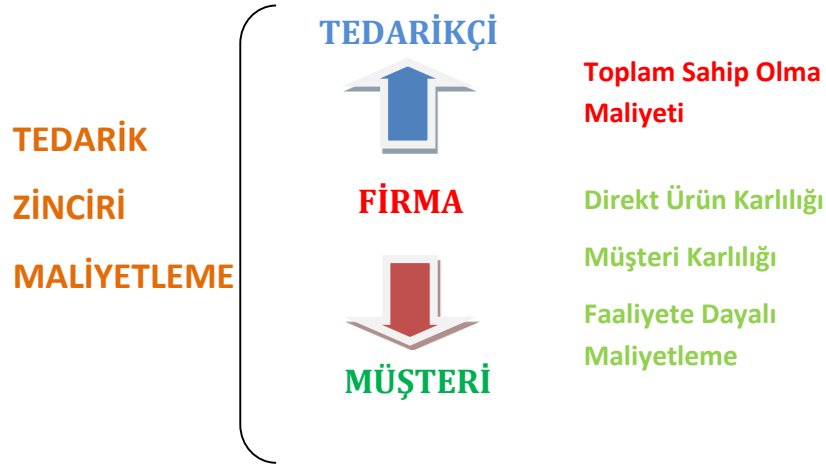 TEDARİK
ZİNCİRİ
MALİYETLEME
TEDARİKÇİ
FİRMA
MÜŞTERİ
Toplam Sahip Olma
Maliyeti
Direkt Ürün Karlılığı
Müşteri Karlılığı
Faaliyete Dayalı
Maliyetleme